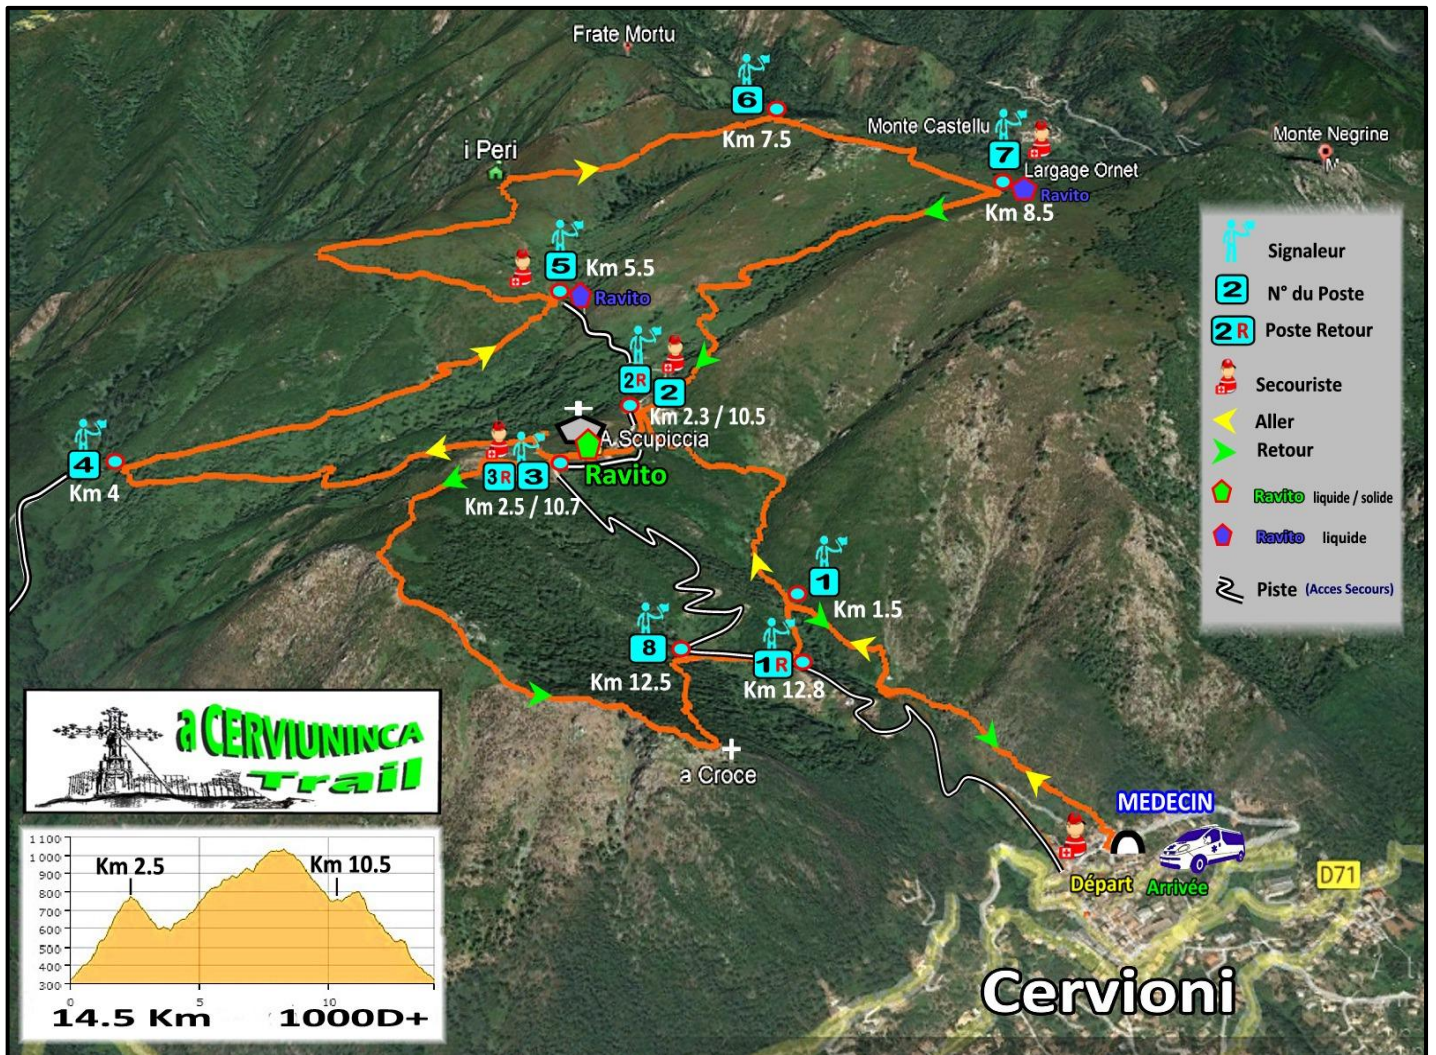 Frate Mortu
6
Km 7.5
Monte Castellu
7
Largage Ornet
Ravito
Km 8.5
Monte Negrine
M
i Peri
5
Km 5.5
Ravito
2R
2
Km 2.3 / 10.5
A Scupiccia
Ravito
3R
3
Km 2.5 / 10.7
4
Km 4
1
Km 1.5
8
Km 12.5
1R
Km 12.8
a Croce
MEDECIN
Départ
Arrivée
D71
Cervioni
Signaleur
2
N° du Poste
2 R
Poste Retour
Secouriste
Aller
Retour
Ravito liquide / solide
Ravito liquide
Piste (Acces Secours)
a CERVIUNINCA
Trail
1100
1000
900
800
700
600
500
400
300
Km 2.5
Km 10.5
0
5
10
14.5 Km
1000D+